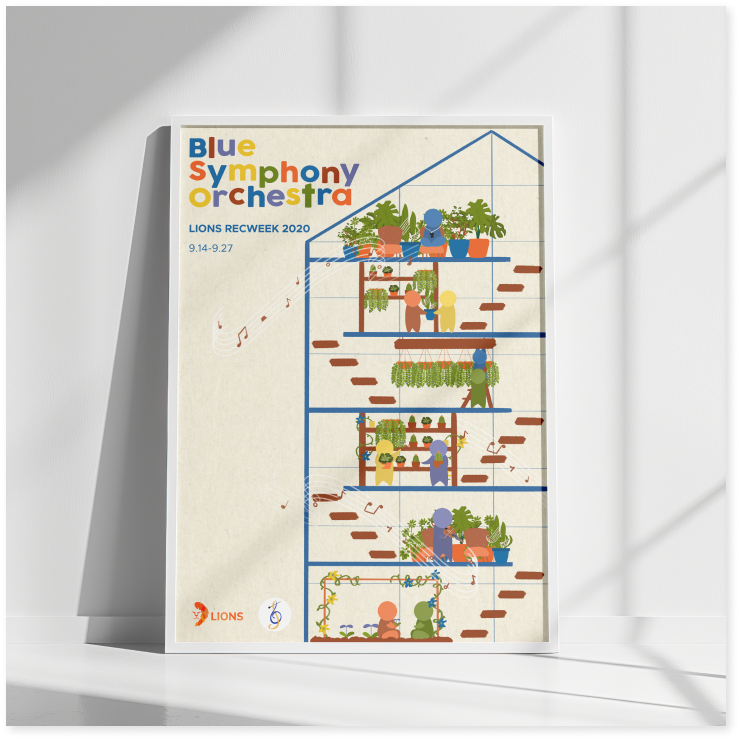 Blue
Symphony
Orchestra
LIONS RECWEEK 2020
9.14-9.27
LIONS